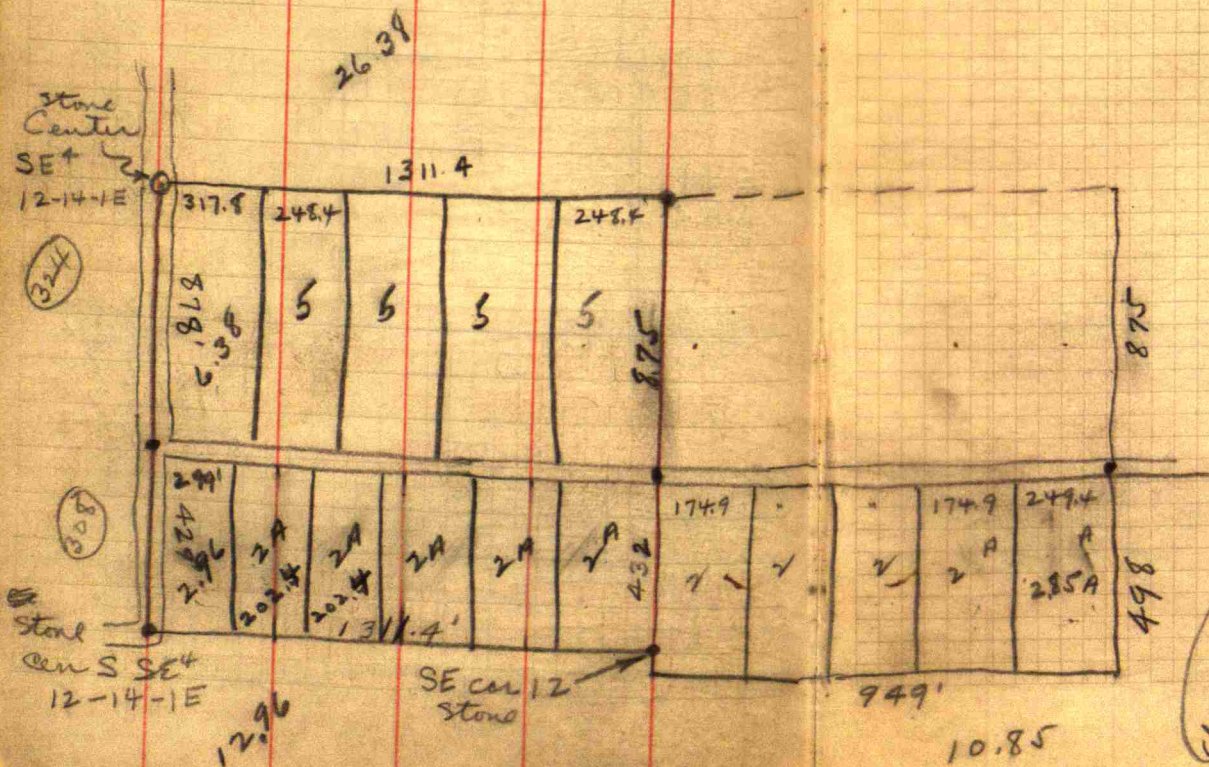 26.38
Stone
Center
SE⁴
12-14-1E
1311.4
317.8
248.4
248.4'
324
878'
6.38
5
5
5
5
875
875
308
299'
2.96
2A
202.4
2A
202.4
2A
2A
2A
432
174.9
174.9
249.4
2
2
2
2 A
A
2.85A
498
Stone
Cen S SE⁴
12-14-1E
1311.4'
SE cor 12
Stone
949'
12.96
10.85